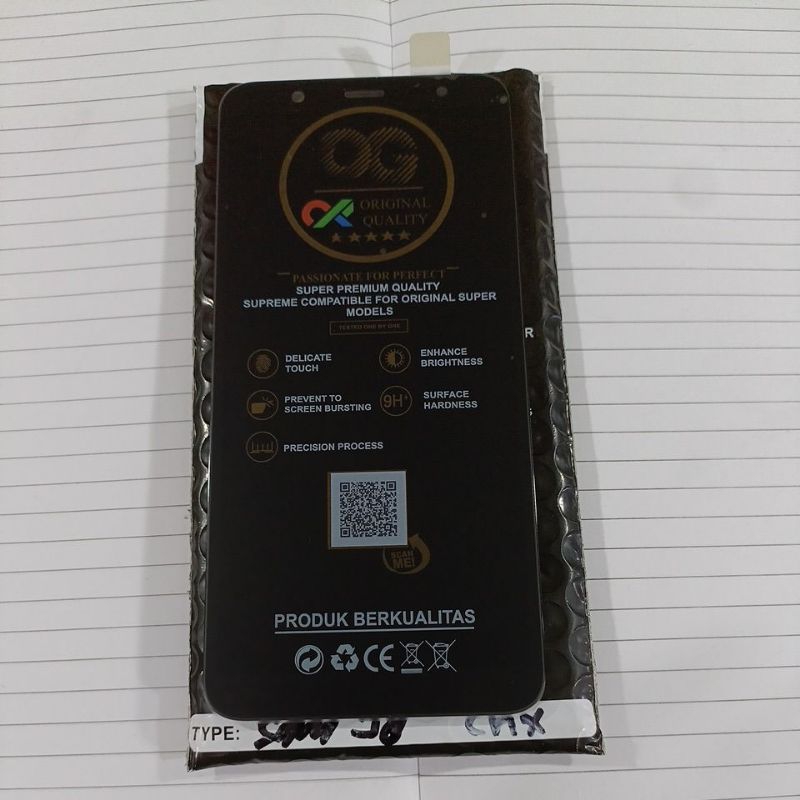 OG
ORIGINAL
QUALITY
PASSIONATE FOR PERFECT
SUPER PREMIUM QUALITY
SUPREME COMPATIBLE FOR ORIGINAL SUPER
MODELS
TESTED ONE BY ONE
DELICATE
TOUCH
ENHANCE
BRIGHTNESS
PREVENT TO
SCREEN BURSTING
9H+
SURFACE
HARDNESS
PRECISION PROCESS
SCAN
ME!
PRODUK BERKUALITAS
CE
R
TYPE: